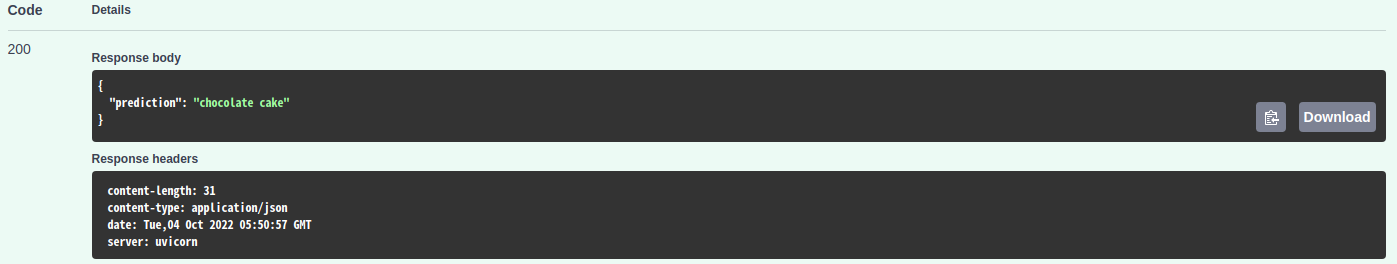 Code Details
200
Response body
{
"prediction": "chocolate cake"
}
Download
Response headers
content-length: 31
content-type: application/json
date: Tue,04 Oct 2022 05:50:57 GMT
server: uvicorn